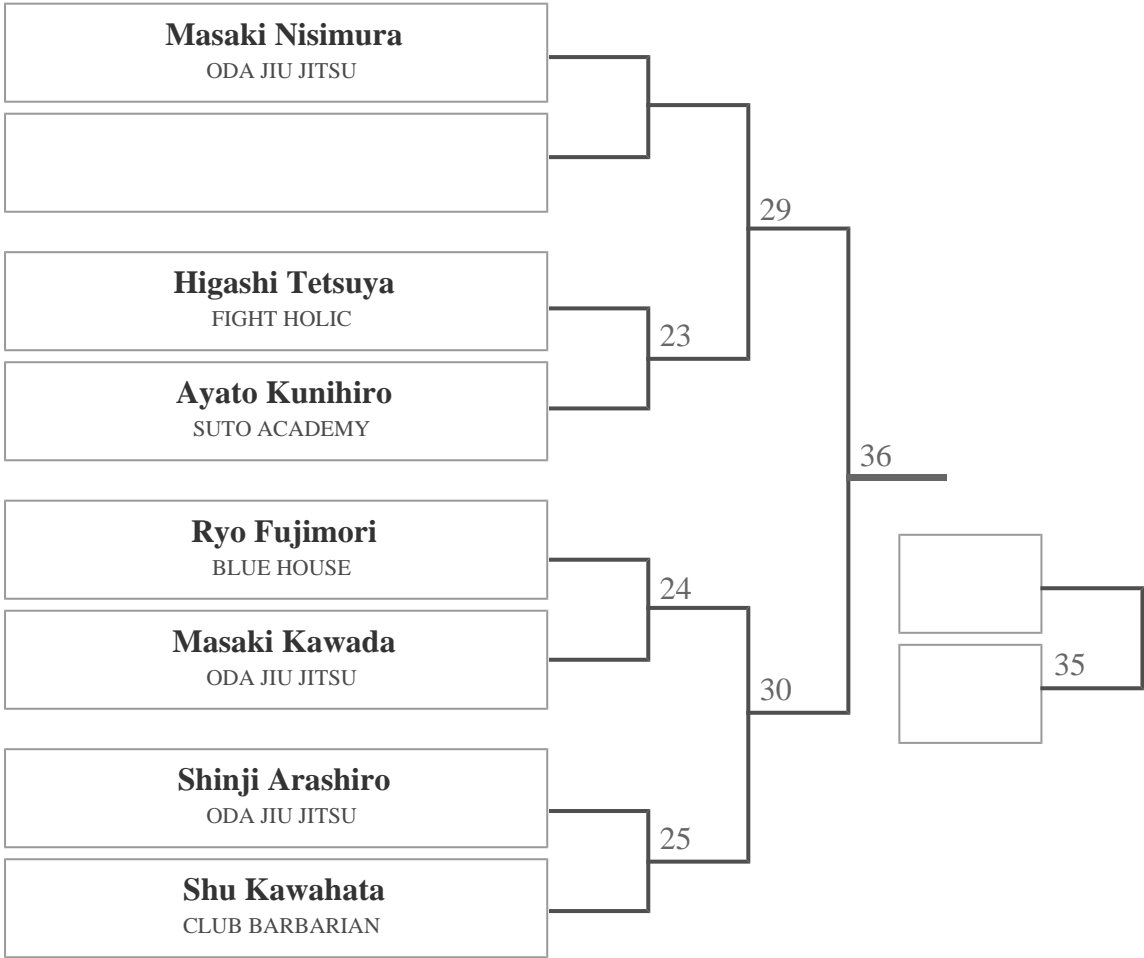 Masaki Nisimura
ODA JIU JITSU
29
Higashi Tetsuya
FIGHT HOLIC
23
Ayato Kunihiro
SUTO ACADEMY
36
Ryo Fujimori
BLUE HOUSE
24
Masaki Kawada
ODA JIU JITSU
35
30
Shinji Arashiro
ODA JIU JITSU
25
Shu Kawahata
CLUB BARBARIAN